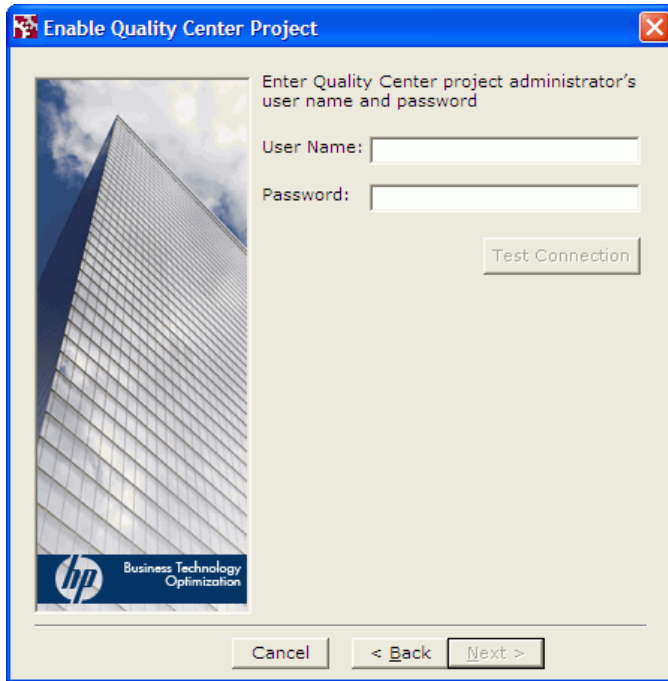 Enable Quality Center Project
Enter Quality Center project administrator's
user name and password
User Name:
Password:
Test Connection
hp
Business Technology
Optimization
Cancel
< Back
Next >